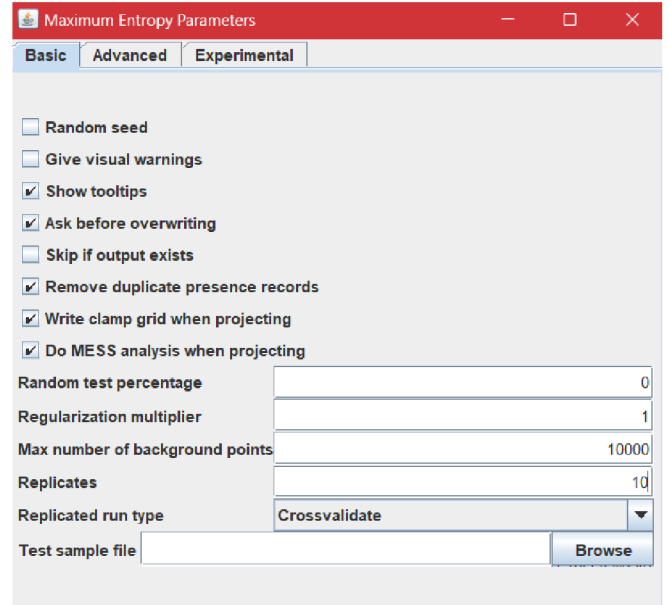 Maximum Entropy Parameters
Basic Advanced Experimental
Random seed
Give visual warnings
Show tooltips
Ask before overwriting
Skip if output exists
Remove duplicate presence records
Write clamp grid when projecting
Do MESS analysis when projecting
Random test percentage 0
Regularization multiplier 1
Max number of background points 10000
Replicates 10
Replicated run type Crossvalidate
Test sample file Browse